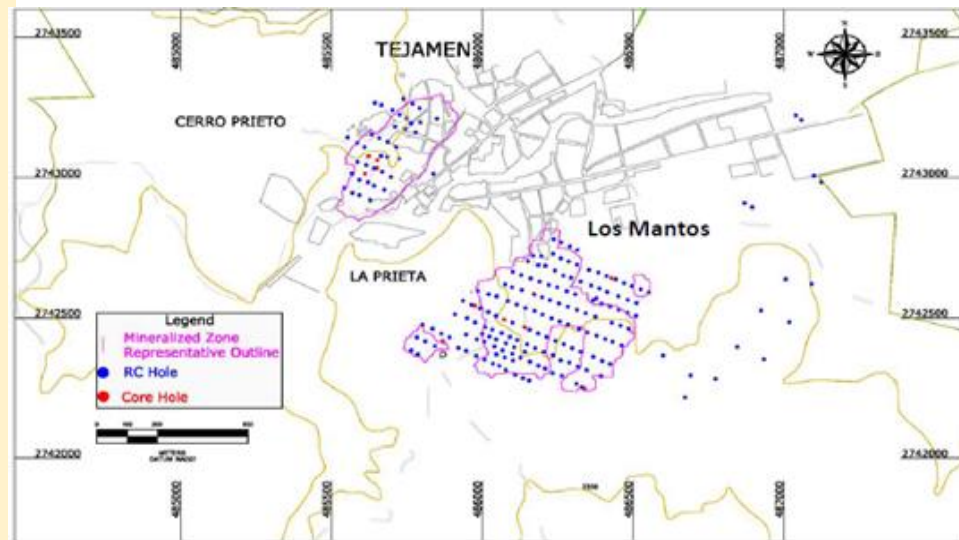 2743500
485000
485500
486000
486500
487000
2743500
TEJAMEN
CERRO PRIETO
2743000
2743000
Los Mantos
LA PRIETA
2742500
2742500
Legend
Mineralized Zone
Representative Outline
RC Hole
Core Hole
2742000
2742000
485000
485500
486000
486500
487000